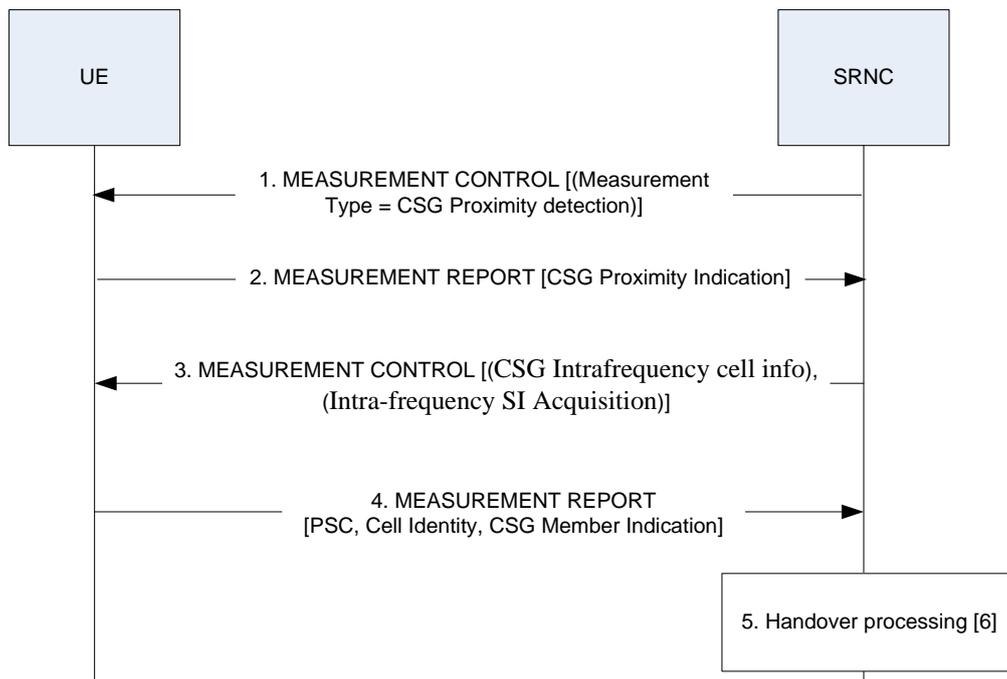 UE
SRNC
1. MEASUREMENT CONTROL [(Measurement
Type = CSG Proximity detection)]
2. MEASUREMENT REPORT [CSG Proximity Indication]
3. MEASUREMENT CONTROL [(CSG Intrafrequency cell info),
(Intra-frequency SI Acquisition)]
4. MEASUREMENT REPORT
[PSC, Cell Identity, CSG Member Indication]
5. Handover processing [6]